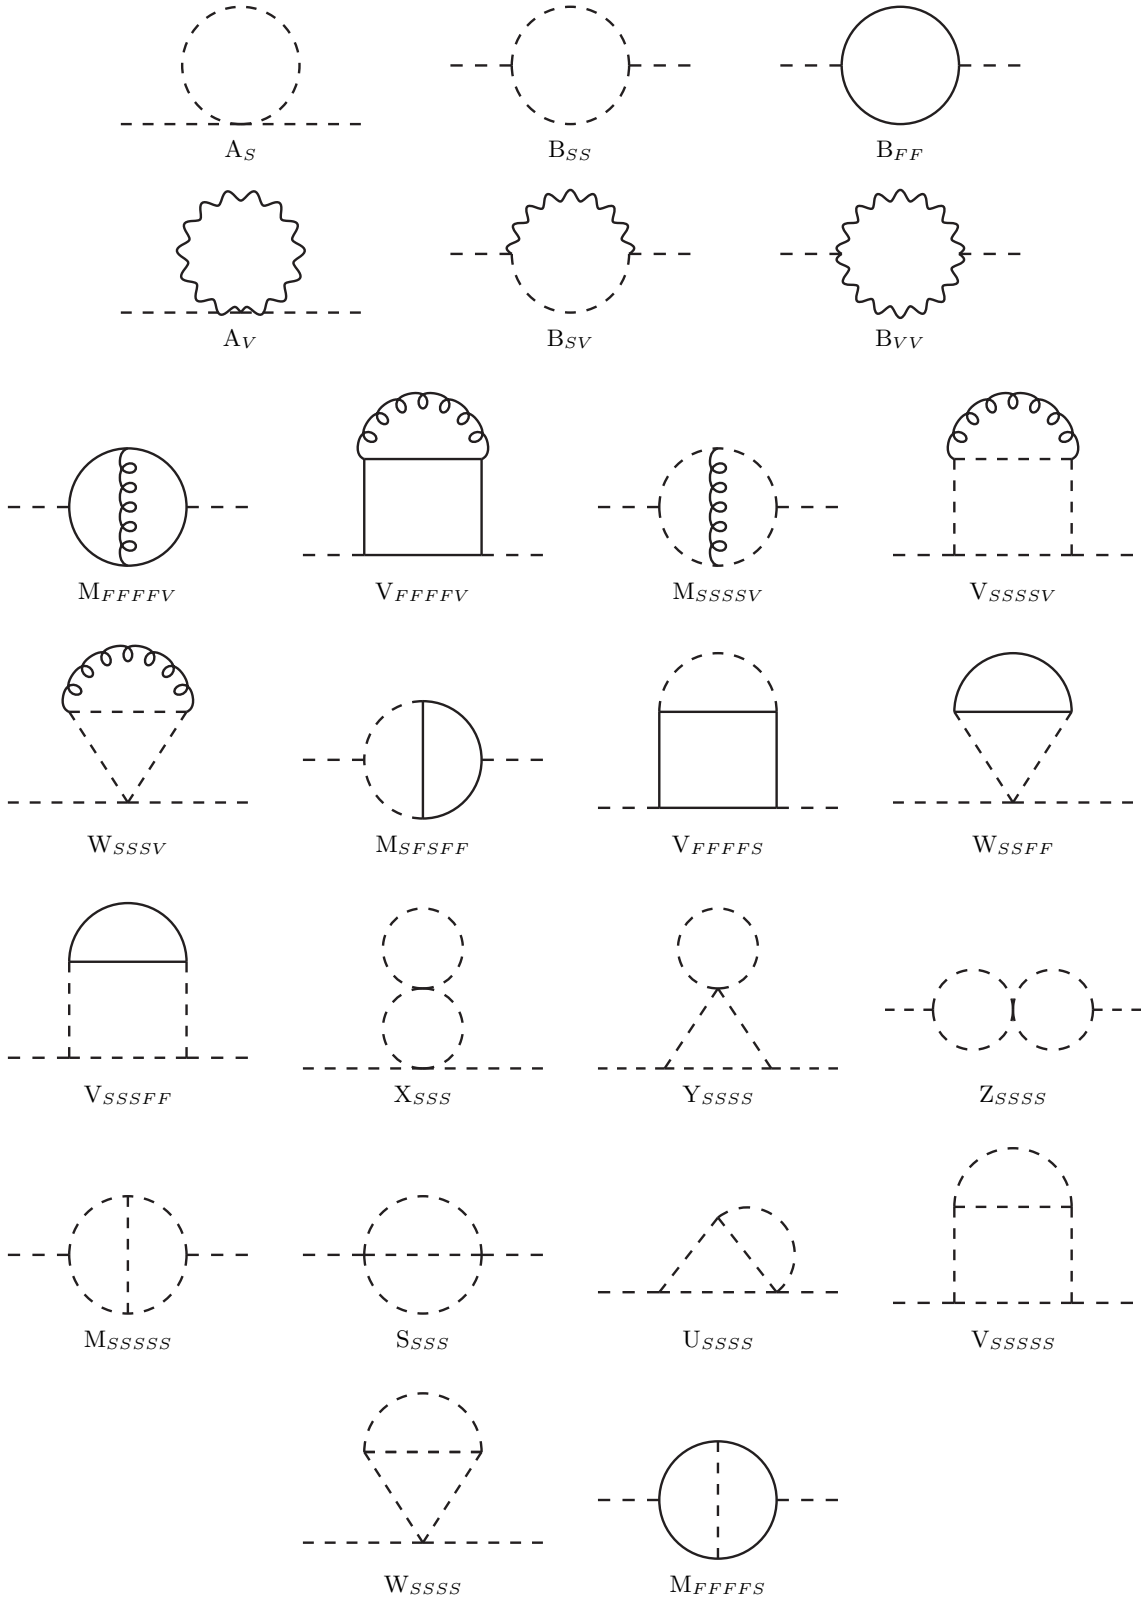 A_S B_SS B_FF
A_V B_SV B_VV
M_FFFFV V_FFFFV M_SSSSV V_SSSSV
W_SSSV M_SFSFF V_FFFFS W_SSFF
V_SSSFF X_SSS Y_SSSS Z_SSSS
M_SSSSS S_SSS U_SSSS V_SSSSS
W_SSSS M_FFFFS